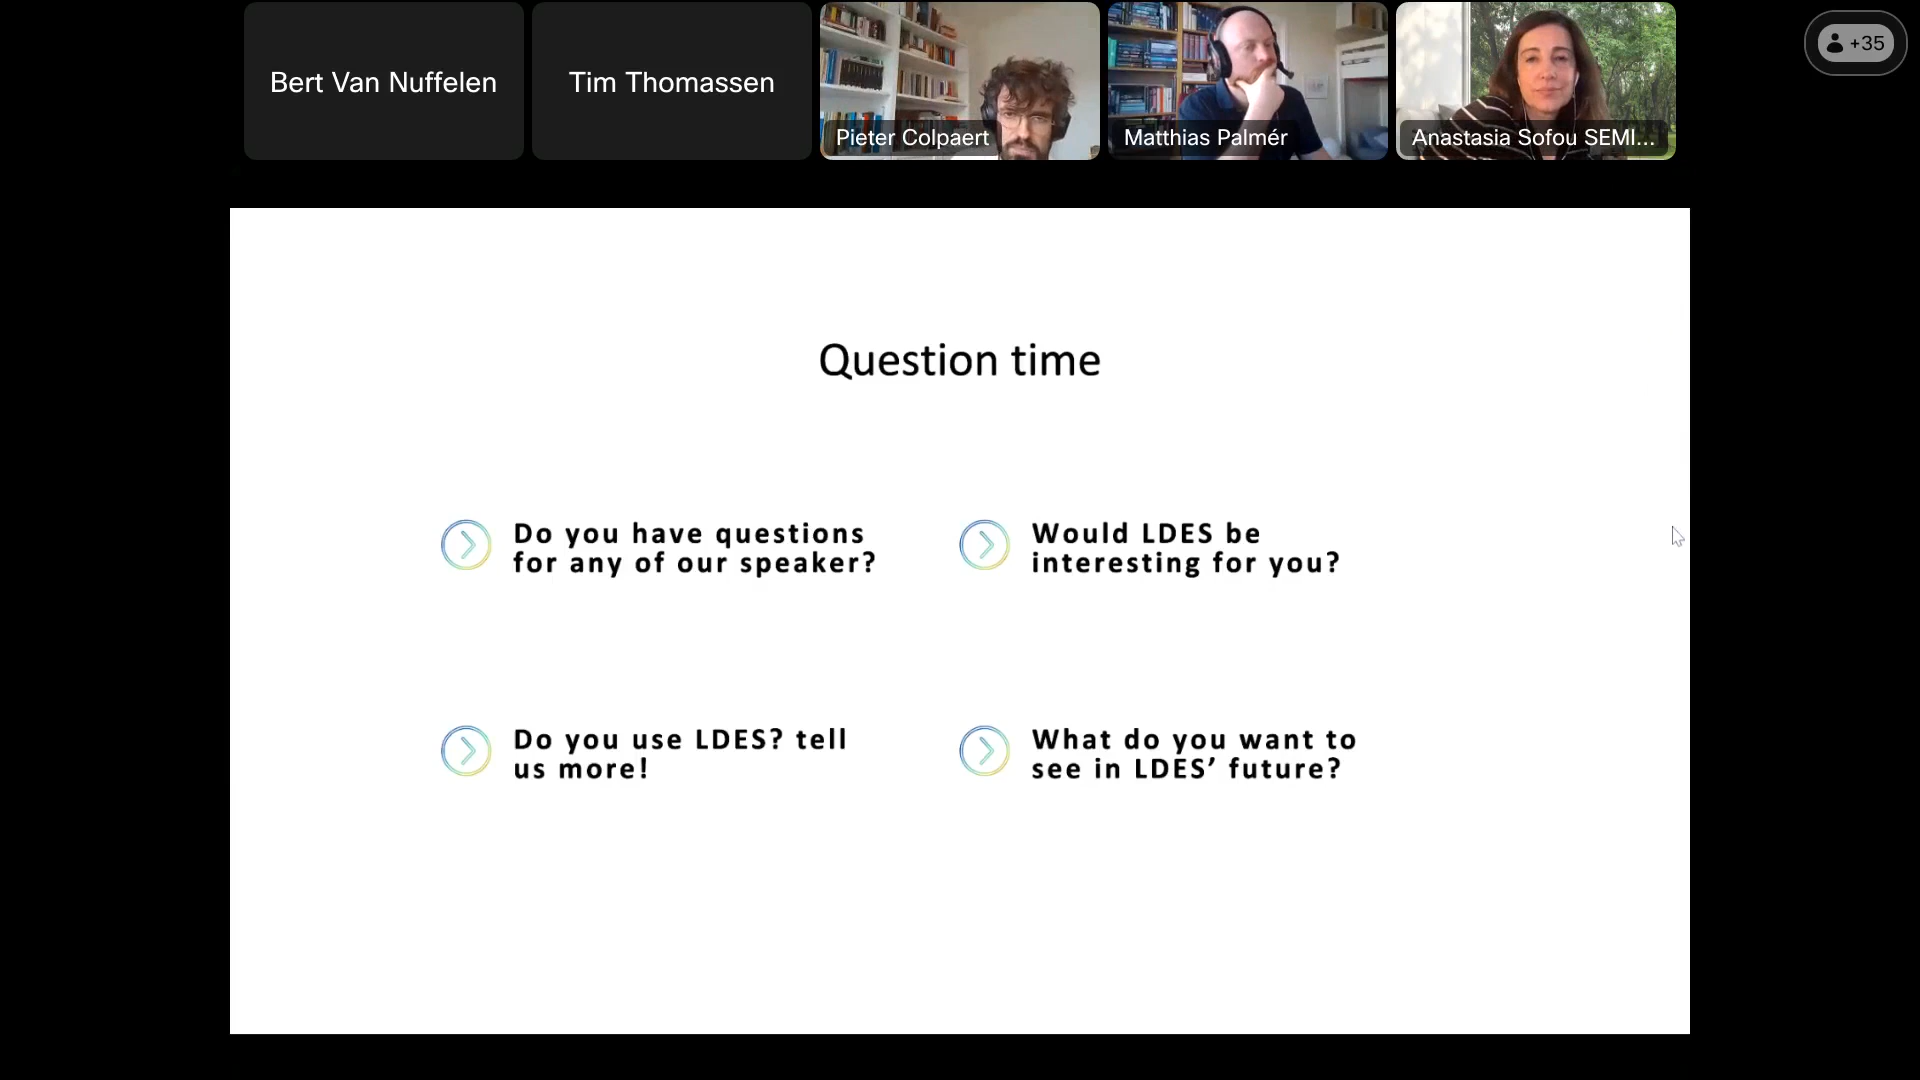 Bert Van Nuffelen
Tim Thomassen
Pieter Colpaert
Matthias Palmér
Anastasia Sofou SEMI...
+35
Question time
Do you have questions
for any of our speaker?
Would LDES be
interesting for you?
Do you use LDES? tell
us more!
What do you want to
see in LDES’ future?